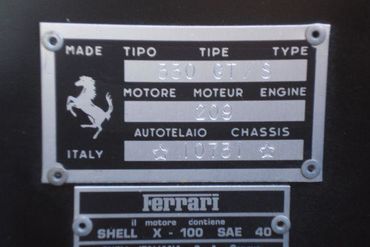 MADE TIPO TIPE TYPE
330 GT/S
MOTORE MOTEUR ENGINE
209
AUTOTELAIO CHASSIS
ITALY ☆ 10731 ☆
Ferrari
il motore contiene
SHELL X - 100 SAE 40